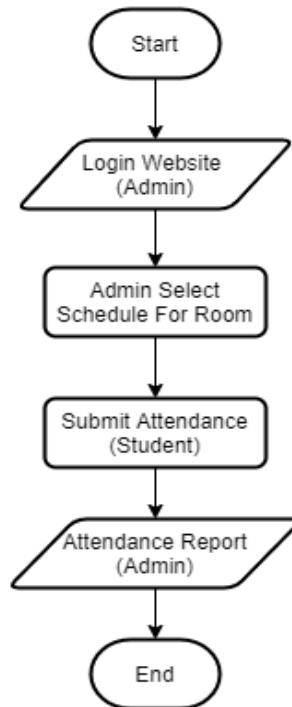 Start
Login Website
(Admin)
Admin Select
Schedule For Room
Submit Attendance
(Student)
Attendance Report
(Admin)
End